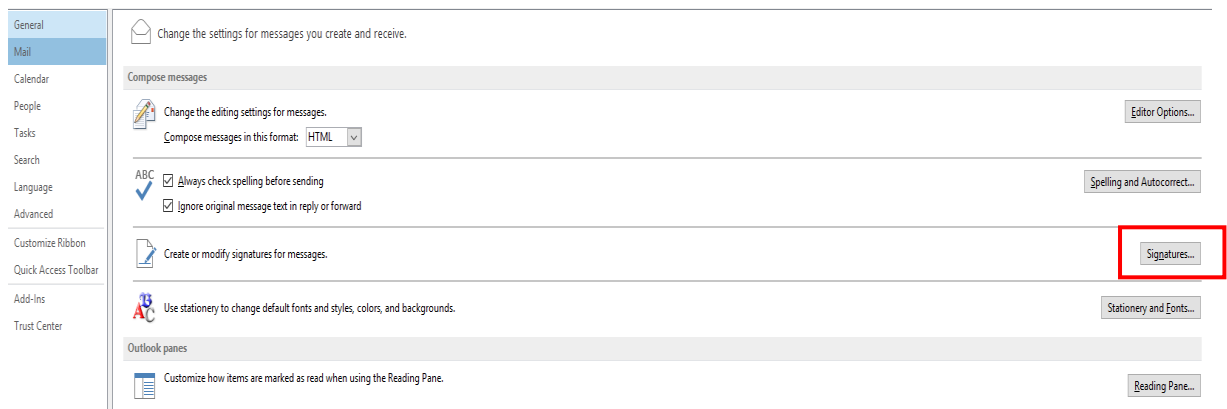 General
Mail
Calendar
People
Tasks
Search
Language
Advanced
Customize Ribbon
Quick Access Toolbar
Add-Ins
Trust Center
Change the settings for messages you create and receive.
Compose messages
Change the editing settings for messages.
Editor Options...
Compose messages in this format: HTML
ABC
Always check spelling before sending
Spelling and Autocorrect...
Ignore original message text in reply or forward
Create or modify signatures for messages.
Signatures...
Use stationery to change default fonts and styles, colors, and backgrounds.
Stationery and Fonts...
Outlook panes
Customize how items are marked as read when using the Reading Pane.
Reading Pane...